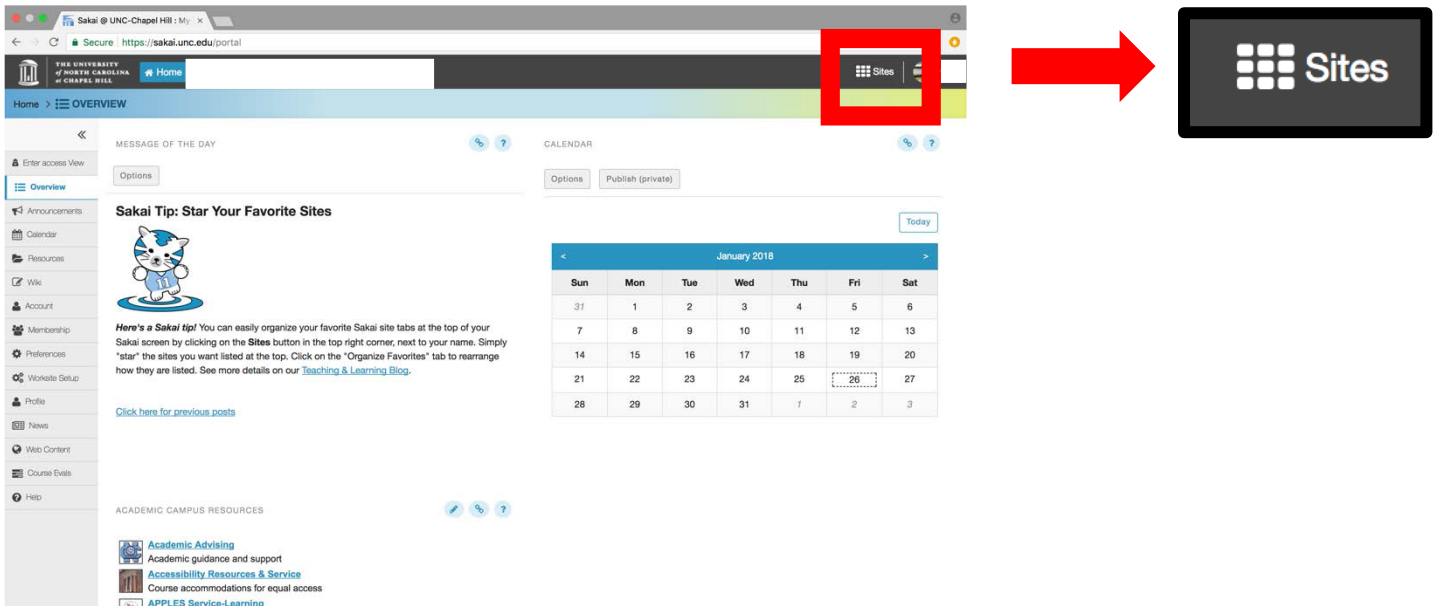 Sakai @ UNC-Chapel Hill : My
Secure https://sakai.unc.edu/portal
THE UNIVERSITY
of NORTH CAROLINA
at CHAPEL HILL
Home
Sites
Sites
Home > OVERVIEW
Enter access View
Overview
Announcements
Calendar
Resources
Wiki
Account
Membership
Preferences
Worksite Setup
Profile
News
Web Content
Course Evals
Help
MESSAGE OF THE DAY
?
Options
Sakai Tip: Star Your Favorite Sites
11
Here's a Sakai tip! You can easily organize your favorite Sakai site tabs at the top of your
Sakai screen by clicking on the Sites button in the top right corner, next to your name. Simply
"star" the sites you want listed at the top. Click on the "Organize Favorites" tab to rearrange
how they are listed. See more details on our Teaching & Learning Blog.
Click here for previous posts
ACADEMIC CAMPUS RESOURCES
?
Academic Advising
Academic guidance and support
Accessibility Resources & Service
Course accommodations for equal access
APPLES Service-Learning
CALENDAR
?
Options Publish (private)
Today
< January 2018 >
Sun Mon Tue Wed Thu Fri Sat
31 1 2 3 4 5 6
7 8 9 10 11 12 13
14 15 16 17 18 19 20
21 22 23 24 25 26 27
28 29 30 31 1 2 3